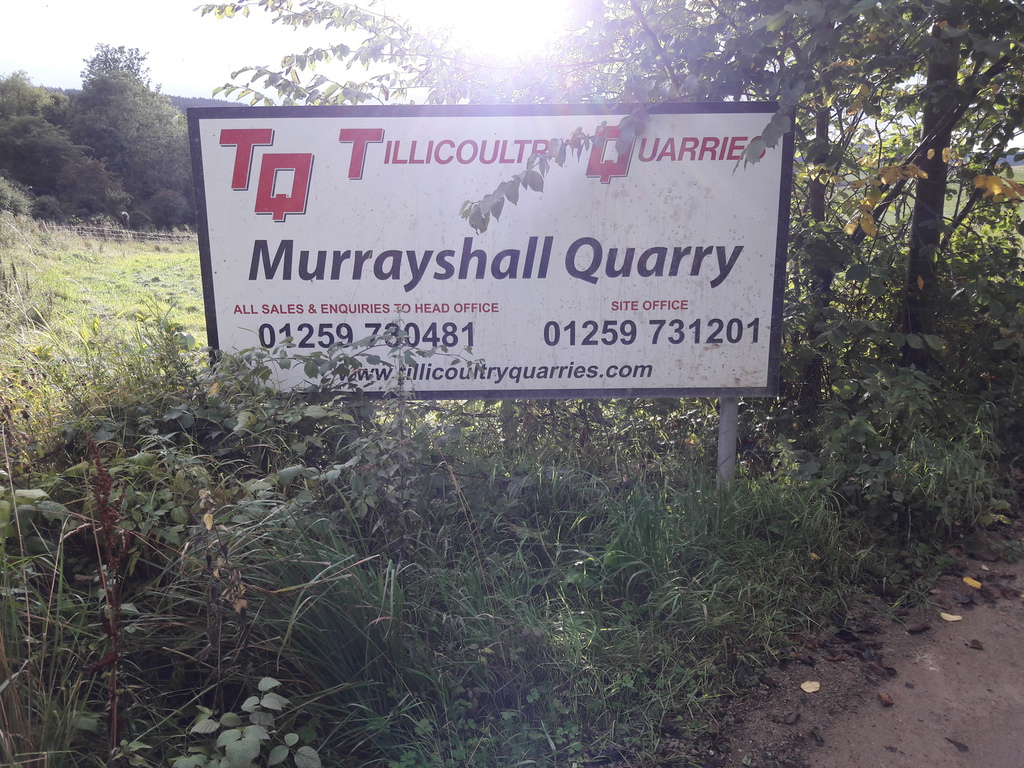 TQ TILLICOULTRY QUARRIES
Murrayshall Quarry
ALL SALES & ENQUIRIES TO HEAD OFFICE SITE OFFICE
01259 730481 01259 731201
www.tillicoultryquarries.com